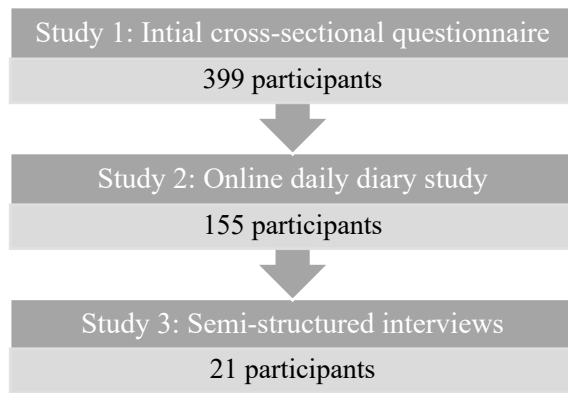 Study 1: Intial cross-sectional questionnaire
399 participants
Study 2: Online daily diary study
155 participants
Study 3: Semi-structured interviews
21 participants